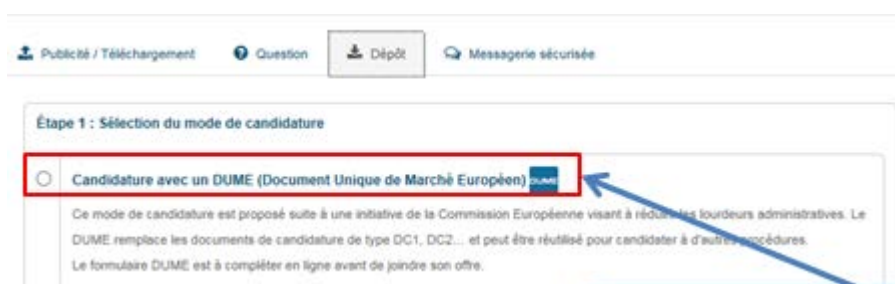 Publicité / Téléchargement Question Dépôt Messagerie sécurisée
Étape 1 : Sélection du mode de candidature
Candidature avec un DUME (Document Unique de Marché Européen) DUME
Ce mode de candidature est proposé suite à une initiative de la Commission Européenne visant à réduire les lourdeurs administratives. Le
DUME remplace les documents de candidature de type DC1, DC2... et peut être réutilisé pour candidater à d'autres procédures.
Le formulaire DUME est à compléter en ligne avant de joindre son offre.